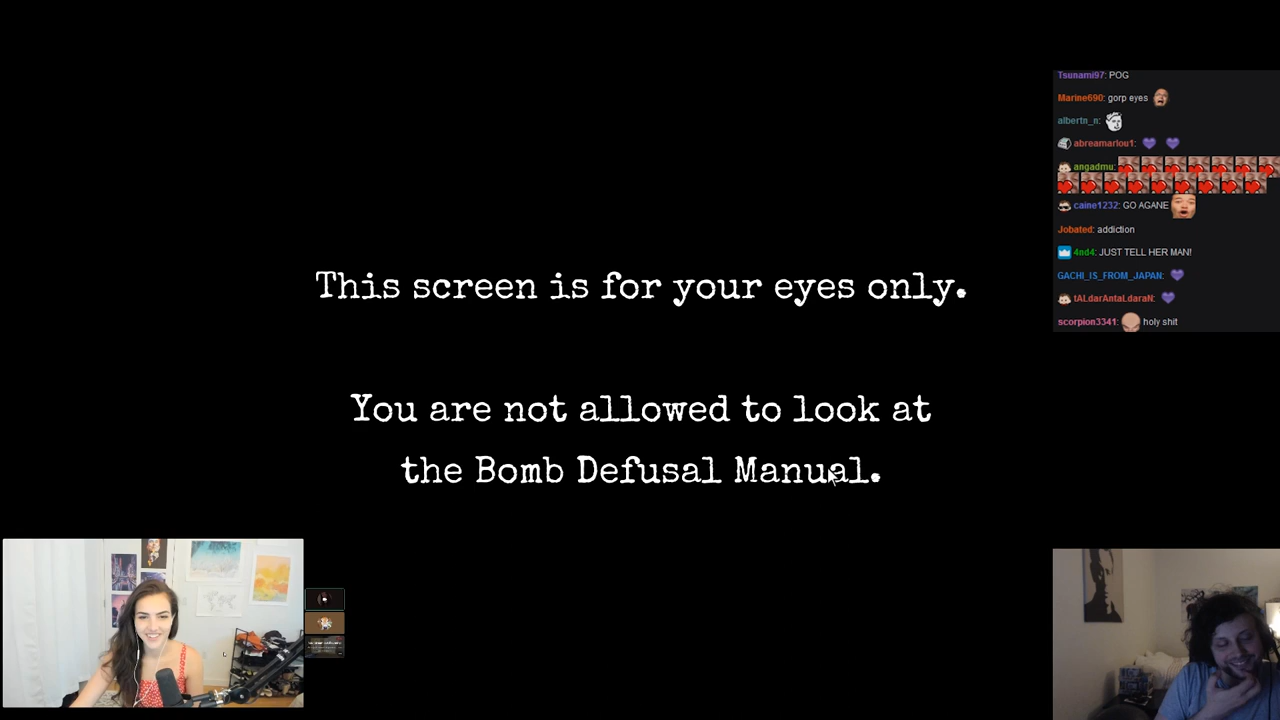 This screen is for your eyes only.
You are not allowed to look at
the Bomb Defusal Manual.
Tsunami97: POG
Marine690: gorp eyes
albertn_n:
abreamarlou1:
angadmu:
caine1232: GO AGANE
Jobated: addiction
4nd4: JUST TELL HER MAN!
GACHI_IS_FROM_JAPAN:
tALdarAntaLdaraN:
scorpion3341: holy shit